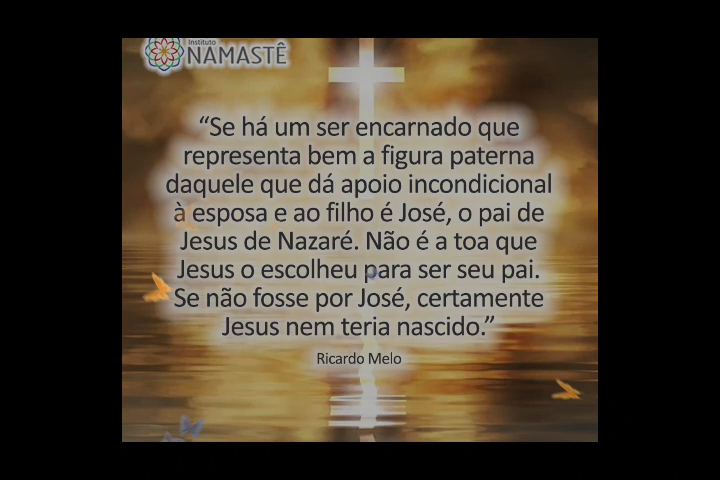 Instituto
NAMASTÊ
“Se há um ser encarnado que
representa bem a figura paterna
daquele que dá apoio incondicional
à esposa e ao filho é José, o pai de
Jesus de Nazaré. Não é a toa que
Jesus o escolheu para ser seu pai.
Se não fosse por José, certamente
Jesus nem teria nascido.”
Ricardo Melo